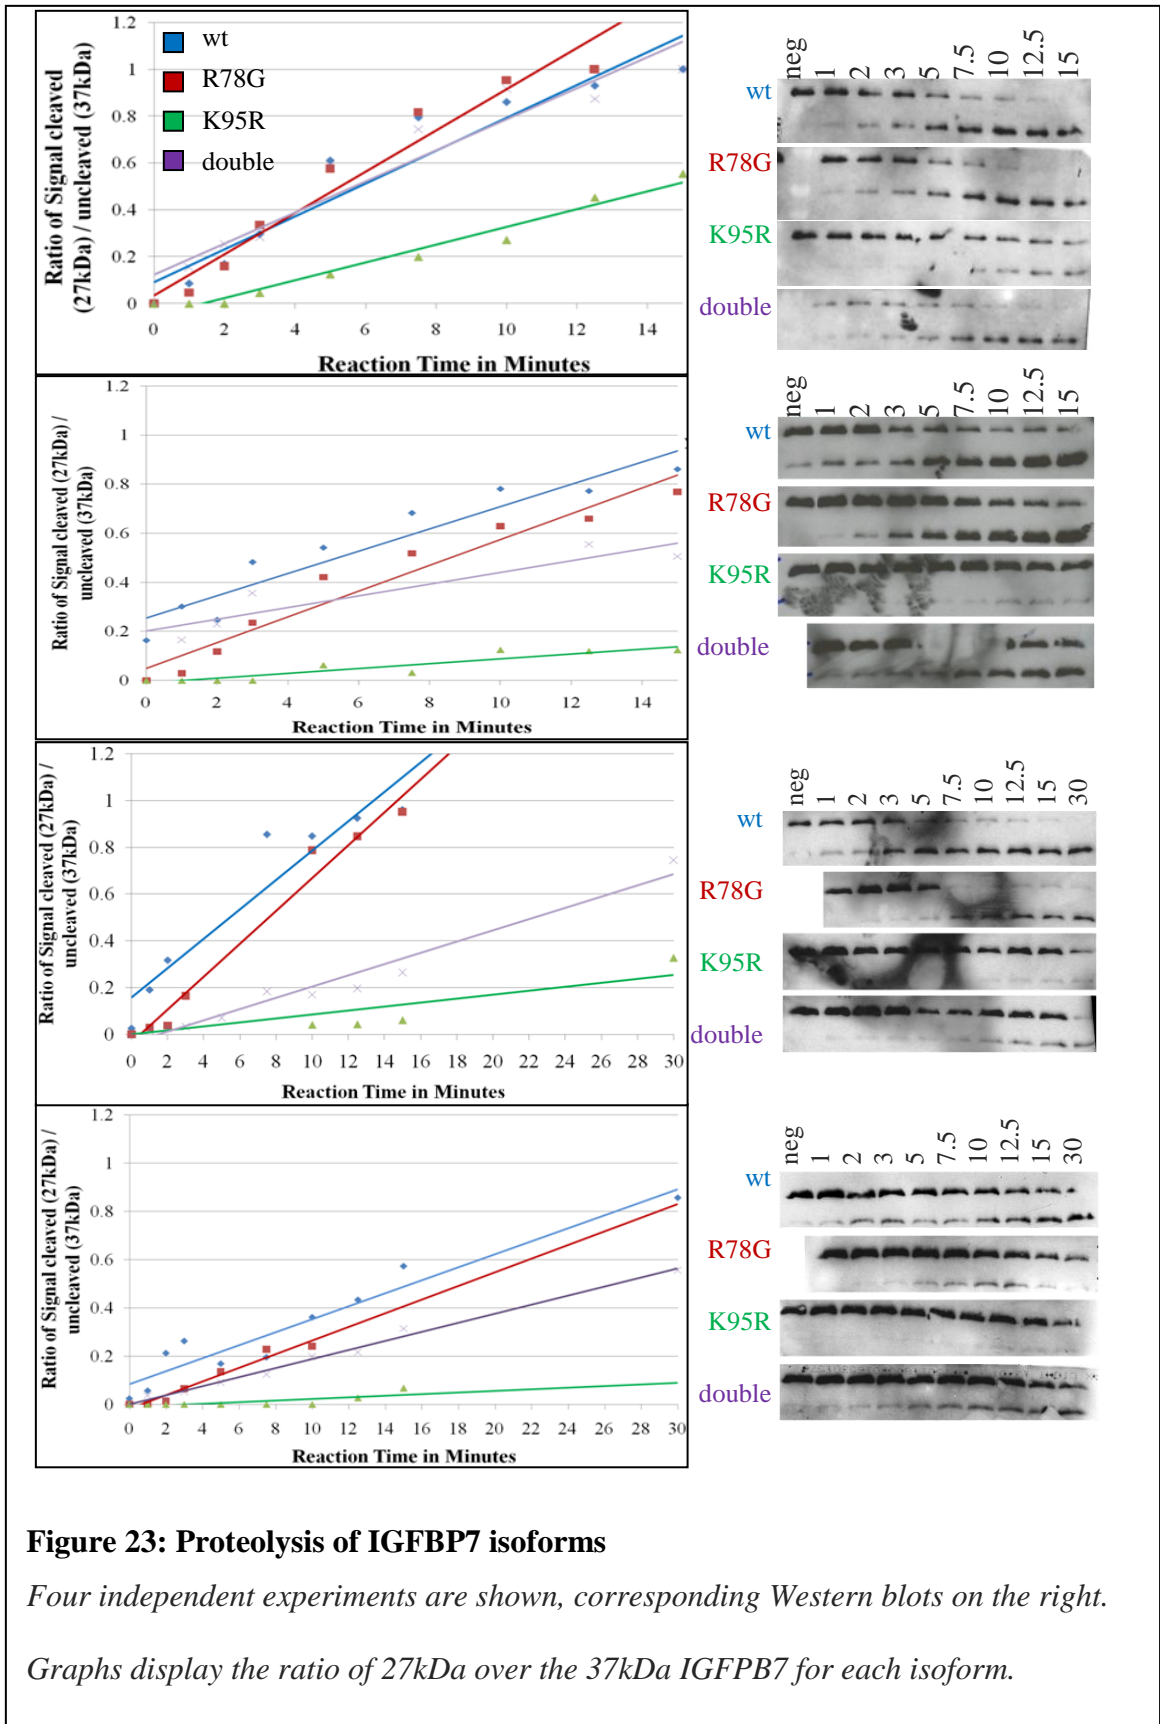 1.2
1
0.8
0.6
0.4
0.2
0
Ratio of Signal cleaved
(27kDa) / uncleaved (37kDa)
wt
R78G
K95R
double
0 2 4 6 8 10 12 14
Reaction Time in Minutes
neg 1 2 3 5 7.5 10 12.5 15
wt
R78G
K95R
double
1.2
1
0.8
0.6
0.4
0.2
0
Ratio of Signal cleaved (27kDa) /
uncleaved (37kDa)
0 2 4 6 8 10 12 14
Reaction Time in Minutes
neg 1 2 3 5 7.5 10 12.5 15
wt
R78G
K95R
double
1.2
1
0.8
0.6
0.4
0.2
0
Ratio of Signal cleaved (27kDa) /
uncleaved (37kDa)
0 2 4 6 8 10 12 14 16 18 20 22 24 26 28 30
Reaction Time in Minutes
neg 1 2 3 5 7.5 10 12.5 15 30
wt
R78G
K95R
double
1.2
1
0.8
0.6
0.4
0.2
0
Ratio of Signal cleaved (27kDa) /
uncleaved (37kDa)
0 2 4 6 8 10 12 14 16 18 20 22 24 26 28 30
Reaction Time in Minutes
neg 1 2 3 5 7.5 10 12.5 15 30
wt
R78G
K95R
double
Figure 23: Proteolysis of IGFBP7 isoforms
Four independent experiments are shown, corresponding Western blots on the right.
Graphs display the ratio of 27kDa over the 37kDa IGFPB7 for each isoform.